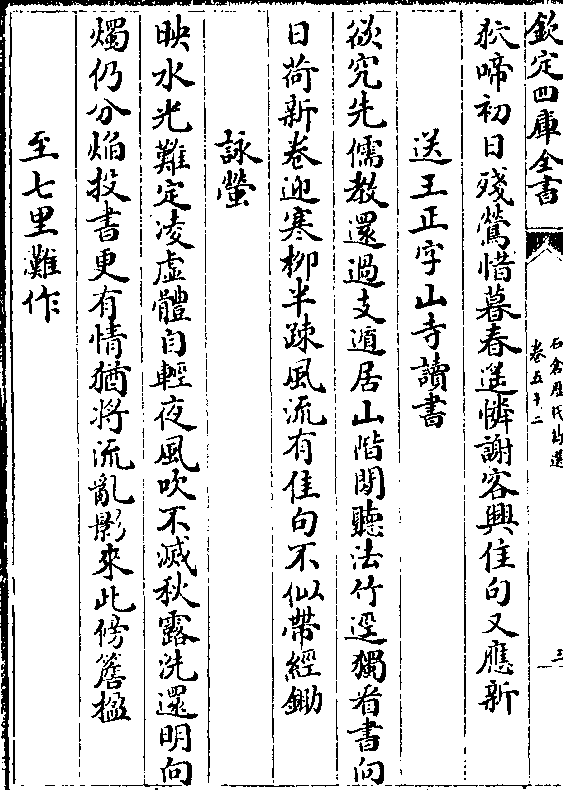 欽定四庫全書
石倉歷代詩選
卷五十二
三
狖啼初日殘鶯惜暮春遥憐謝客興佳句又應新
送王正字山寺讀書
欲究先儒教還過支遁居山堦閒聽法竹逕獨看書向
日荷新卷迎寒柳半疎風流有佳句不似帶經鋤
詠螢
映水光難定凌虛體自輕夜風吹不滅秋露洗還明向
燭仍分焰投書更有情猶將流亂影來此傍簷楹
至七里灘作